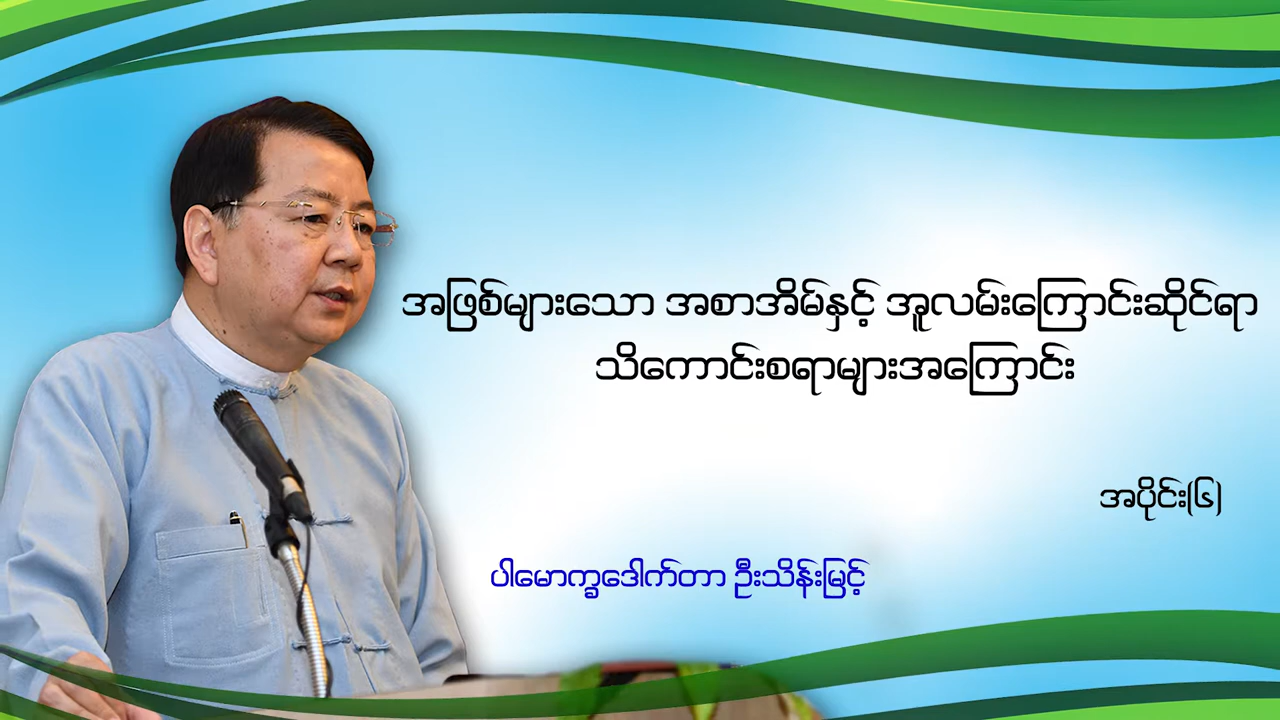 အဖြစ်များသော အစာအိမ်နှင့် အူလမ်းကြောင်းဆိုင်ရာ
သိကောင်းစရာများအကြောင်း
အပိုင်း(၆)
ပါမောက္ခဒေါက်တာ ဦးသိန်းမြင့်